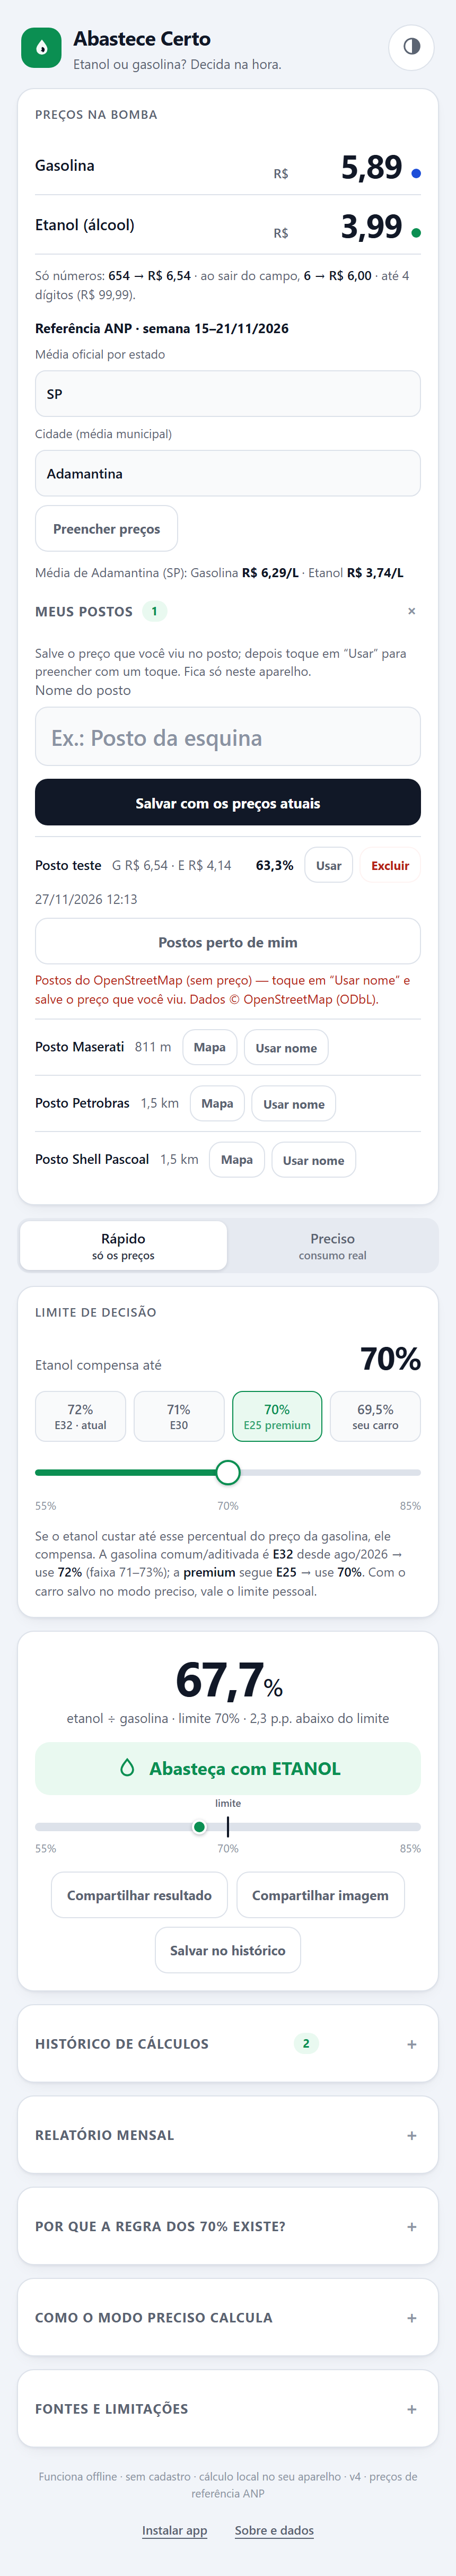 Abastece Certo
Etanol ou gasolina? Decida na hora.
PREÇOS NA BOMBA
Gasolina R$ 5,89
Etanol (álcool) R$ 3,99
Só números: 654 → R$ 6,54 · ao sair do campo, 6 → R$ 6,00 · até 4
dígitos (R$ 99,99).
Referência ANP · semana 15–21/11/2026
Média oficial por estado
SP
Cidade (média municipal)
Adamantina
Preencher preços
Média de Adamantina (SP): Gasolina R$ 6,29/L · Etanol R$ 3,74/L
MEUS POSTOS 1 ×
Salve o preço que você viu no posto; depois toque em “Usar” para
preencher com um toque. Fica só neste aparelho.
Nome do posto
Ex.: Posto da esquina
Salvar com os preços atuais
Posto teste G R$ 6,54 · E R$ 4,14 63,3% Usar Excluir
27/11/2026 12:13
Postos perto de mim
Postos do OpenStreetMap (sem preço) — toque em “Usar nome” e
salve o preço que você viu. Dados © OpenStreetMap (ODbL).
Posto Maserati 811 m Mapa Usar nome
Posto Petrobras 1,5 km Mapa Usar nome
Posto Shell Pascoal 1,5 km Mapa Usar nome
Rápido Preciso
só os preços consumo real
LIMITE DE DECISÃO
Etanol compensa até 70%
72% 71% 70% 69,5%
E32 · atual E30 E25 premium seu carro
55% 70% 85%
Se o etanol custar até esse percentual do preço da gasolina, ele
compensa. A gasolina comum/aditivada é E32 desde ago/2026 →
use 72% (faixa 71–73%); a premium segue E25 → use 70%. Com o
carro salvo no modo preciso, vale o limite pessoal.
67,7%
etanol ÷ gasolina · limite 70% · 2,3 p.p. abaixo do limite
Abasteça com ETANOL
limite
55% 70% 85%
Compartilhar resultado Compartilhar imagem
Salvar no histórico
HISTÓRICO DE CÁLCULOS 2 +
RELATÓRIO MENSAL +
POR QUE A REGRA DOS 70% EXISTE? +
COMO O MODO PRECISO CALCULA +
FONTES E LIMITAÇÕES +
Funciona offline · sem cadastro · cálculo local no seu aparelho · v4 · preços de
referência ANP
Instalar app Sobre e dados